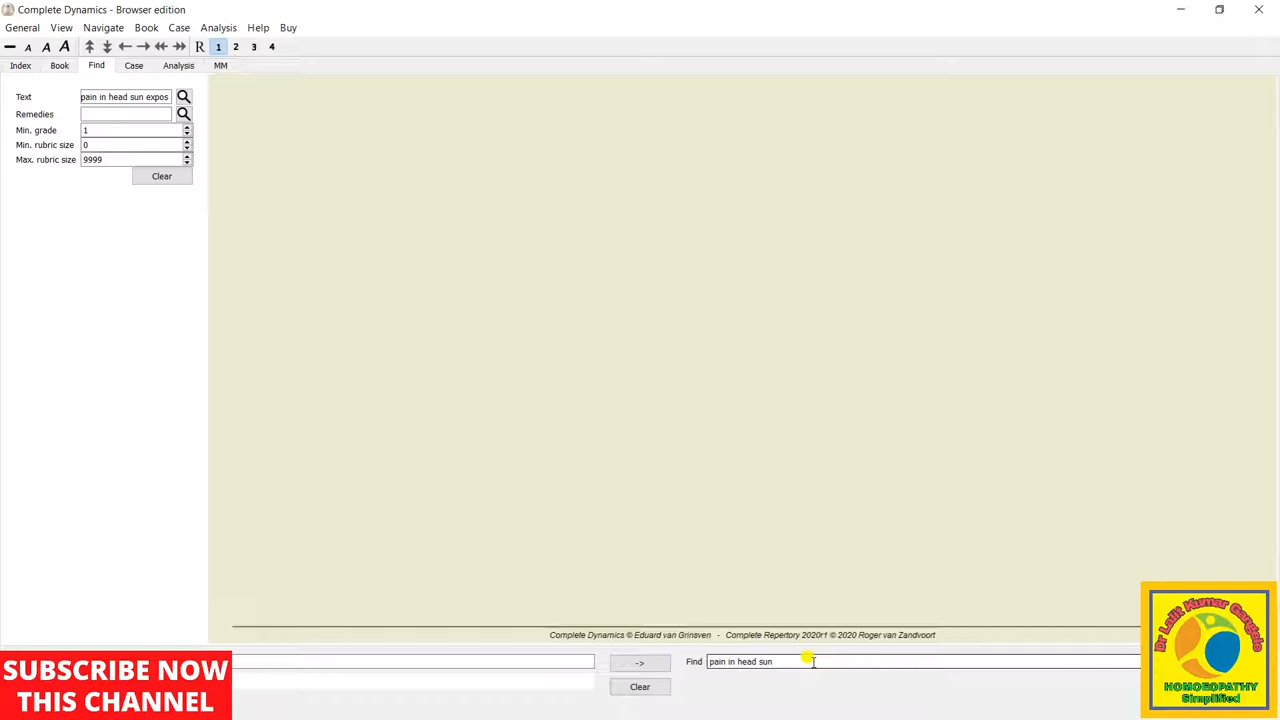 Complete Dynamics - Browser edition
General View Navigate Book Case Analysis Help Buy
A A A R 1 2 3 4
Index Book Find Case Analysis MM
Text pain in head sun expos
Remedies
Min. grade 1
Min. rubric size 0
Max. rubric size 9999
Clear
Complete Dynamics © Eduard van Grinsven - Complete Repertory 2020r1 © 2020 Roger van Zandvoort
-> Find pain in head sun
Clear
SUBSCRIBE NOW
THIS CHANNEL
Dr Lalit Kumar Gangele
HOMOEOPATHY
Simplified